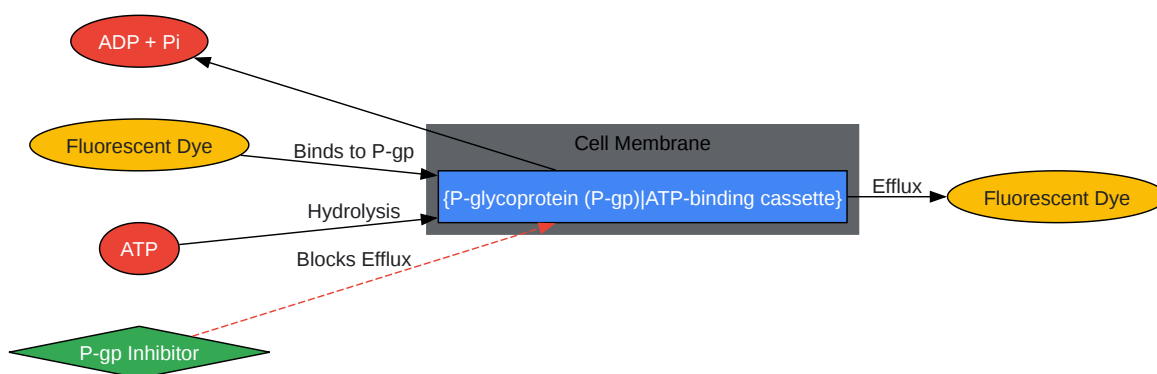 ADP + Pi
Cell Membrane
Fluorescent Dye
Binds to P-gp
{P-glycoprotein (P-gp)|ATP-binding cassette}
Efflux
Fluorescent Dye
Hydrolysis
ATP
Blocks Efflux
P-gp Inhibitor